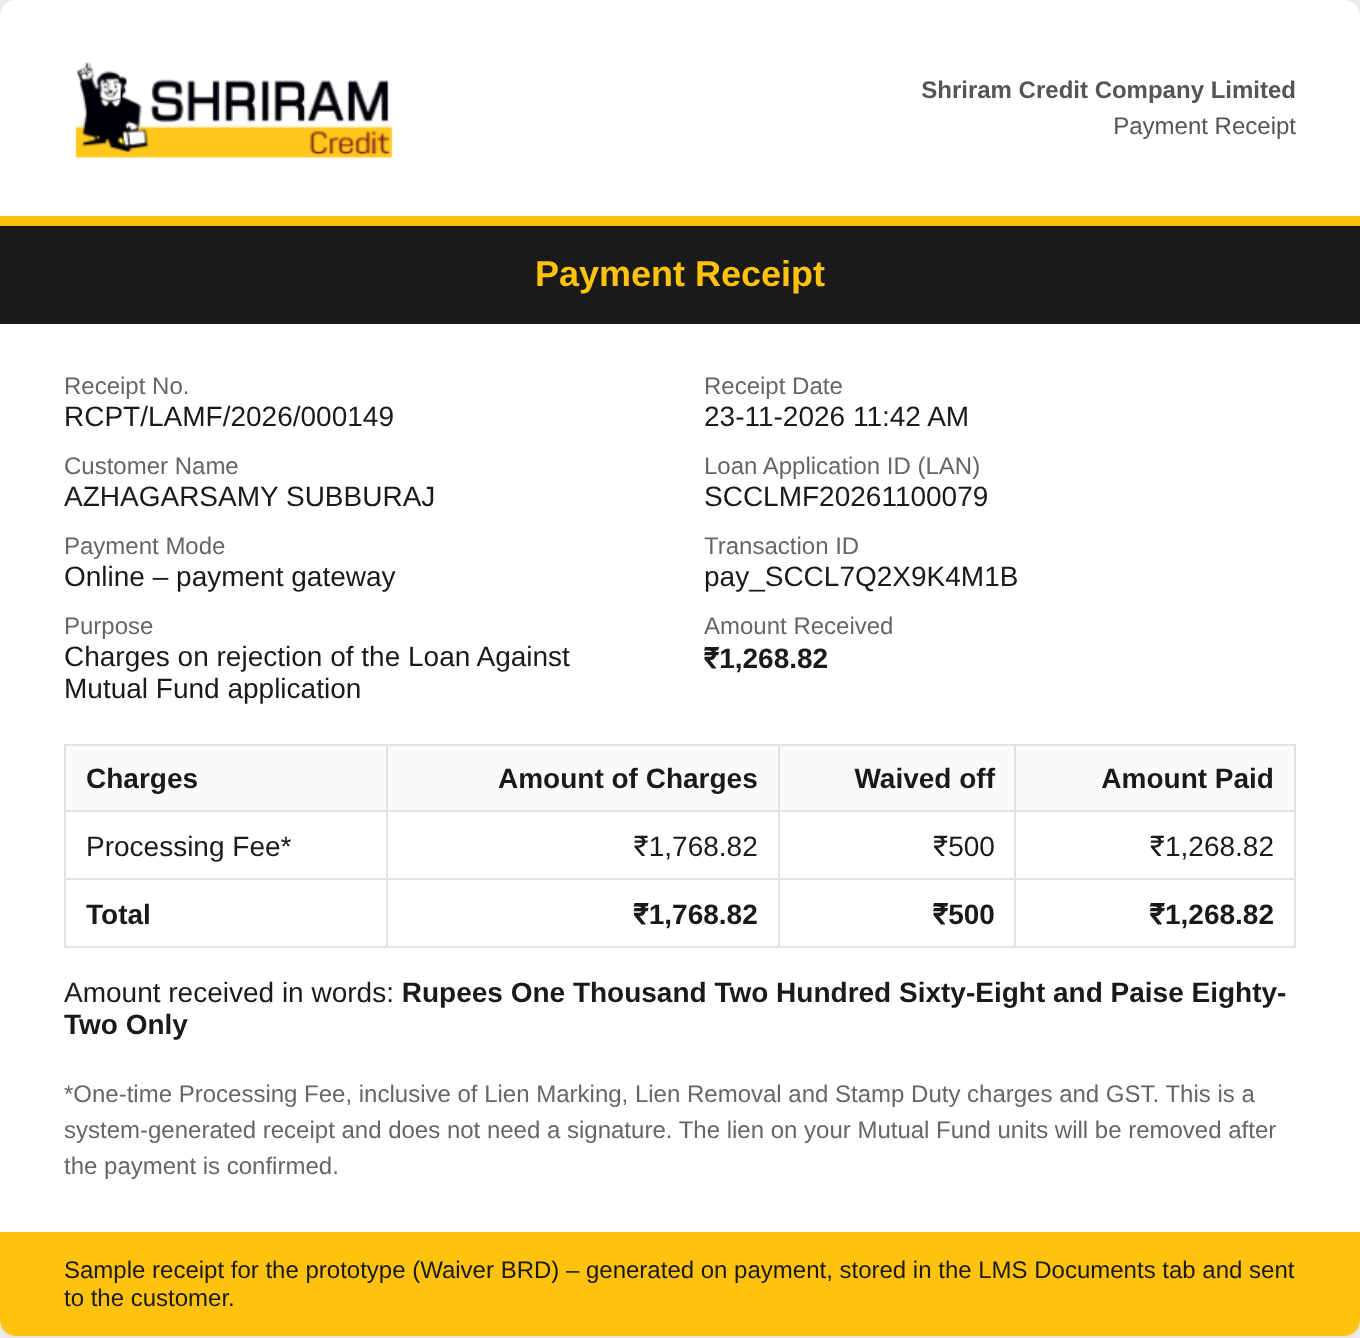 SHRIRAM
Credit
Shriram Credit Company Limited
Payment Receipt
Payment Receipt
Receipt No.
RCPT/LAMF/2026/000149
Receipt Date
23-11-2026 11:42 AM
Customer Name
AZHAGARSAMY SUBBURAJ
Loan Application ID (LAN)
SCCLMF20261100079
Payment Mode
Online – payment gateway
Transaction ID
pay_SCCL7Q2X9K4M1B
Purpose
Charges on rejection of the Loan Against
Mutual Fund application
Amount Received
₹1,268.82
Charges Amount of Charges Waived off Amount Paid
Processing Fee* ₹1,768.82 ₹500 ₹1,268.82
Total ₹1,768.82 ₹500 ₹1,268.82
Amount received in words: Rupees One Thousand Two Hundred Sixty-Eight and Paise Eighty-
Two Only
*One-time Processing Fee, inclusive of Lien Marking, Lien Removal and Stamp Duty charges and GST. This is a
system-generated receipt and does not need a signature. The lien on your Mutual Fund units will be removed after
the payment is confirmed.
Sample receipt for the prototype (Waiver BRD) – generated on payment, stored in the LMS Documents tab and sent
to the customer.